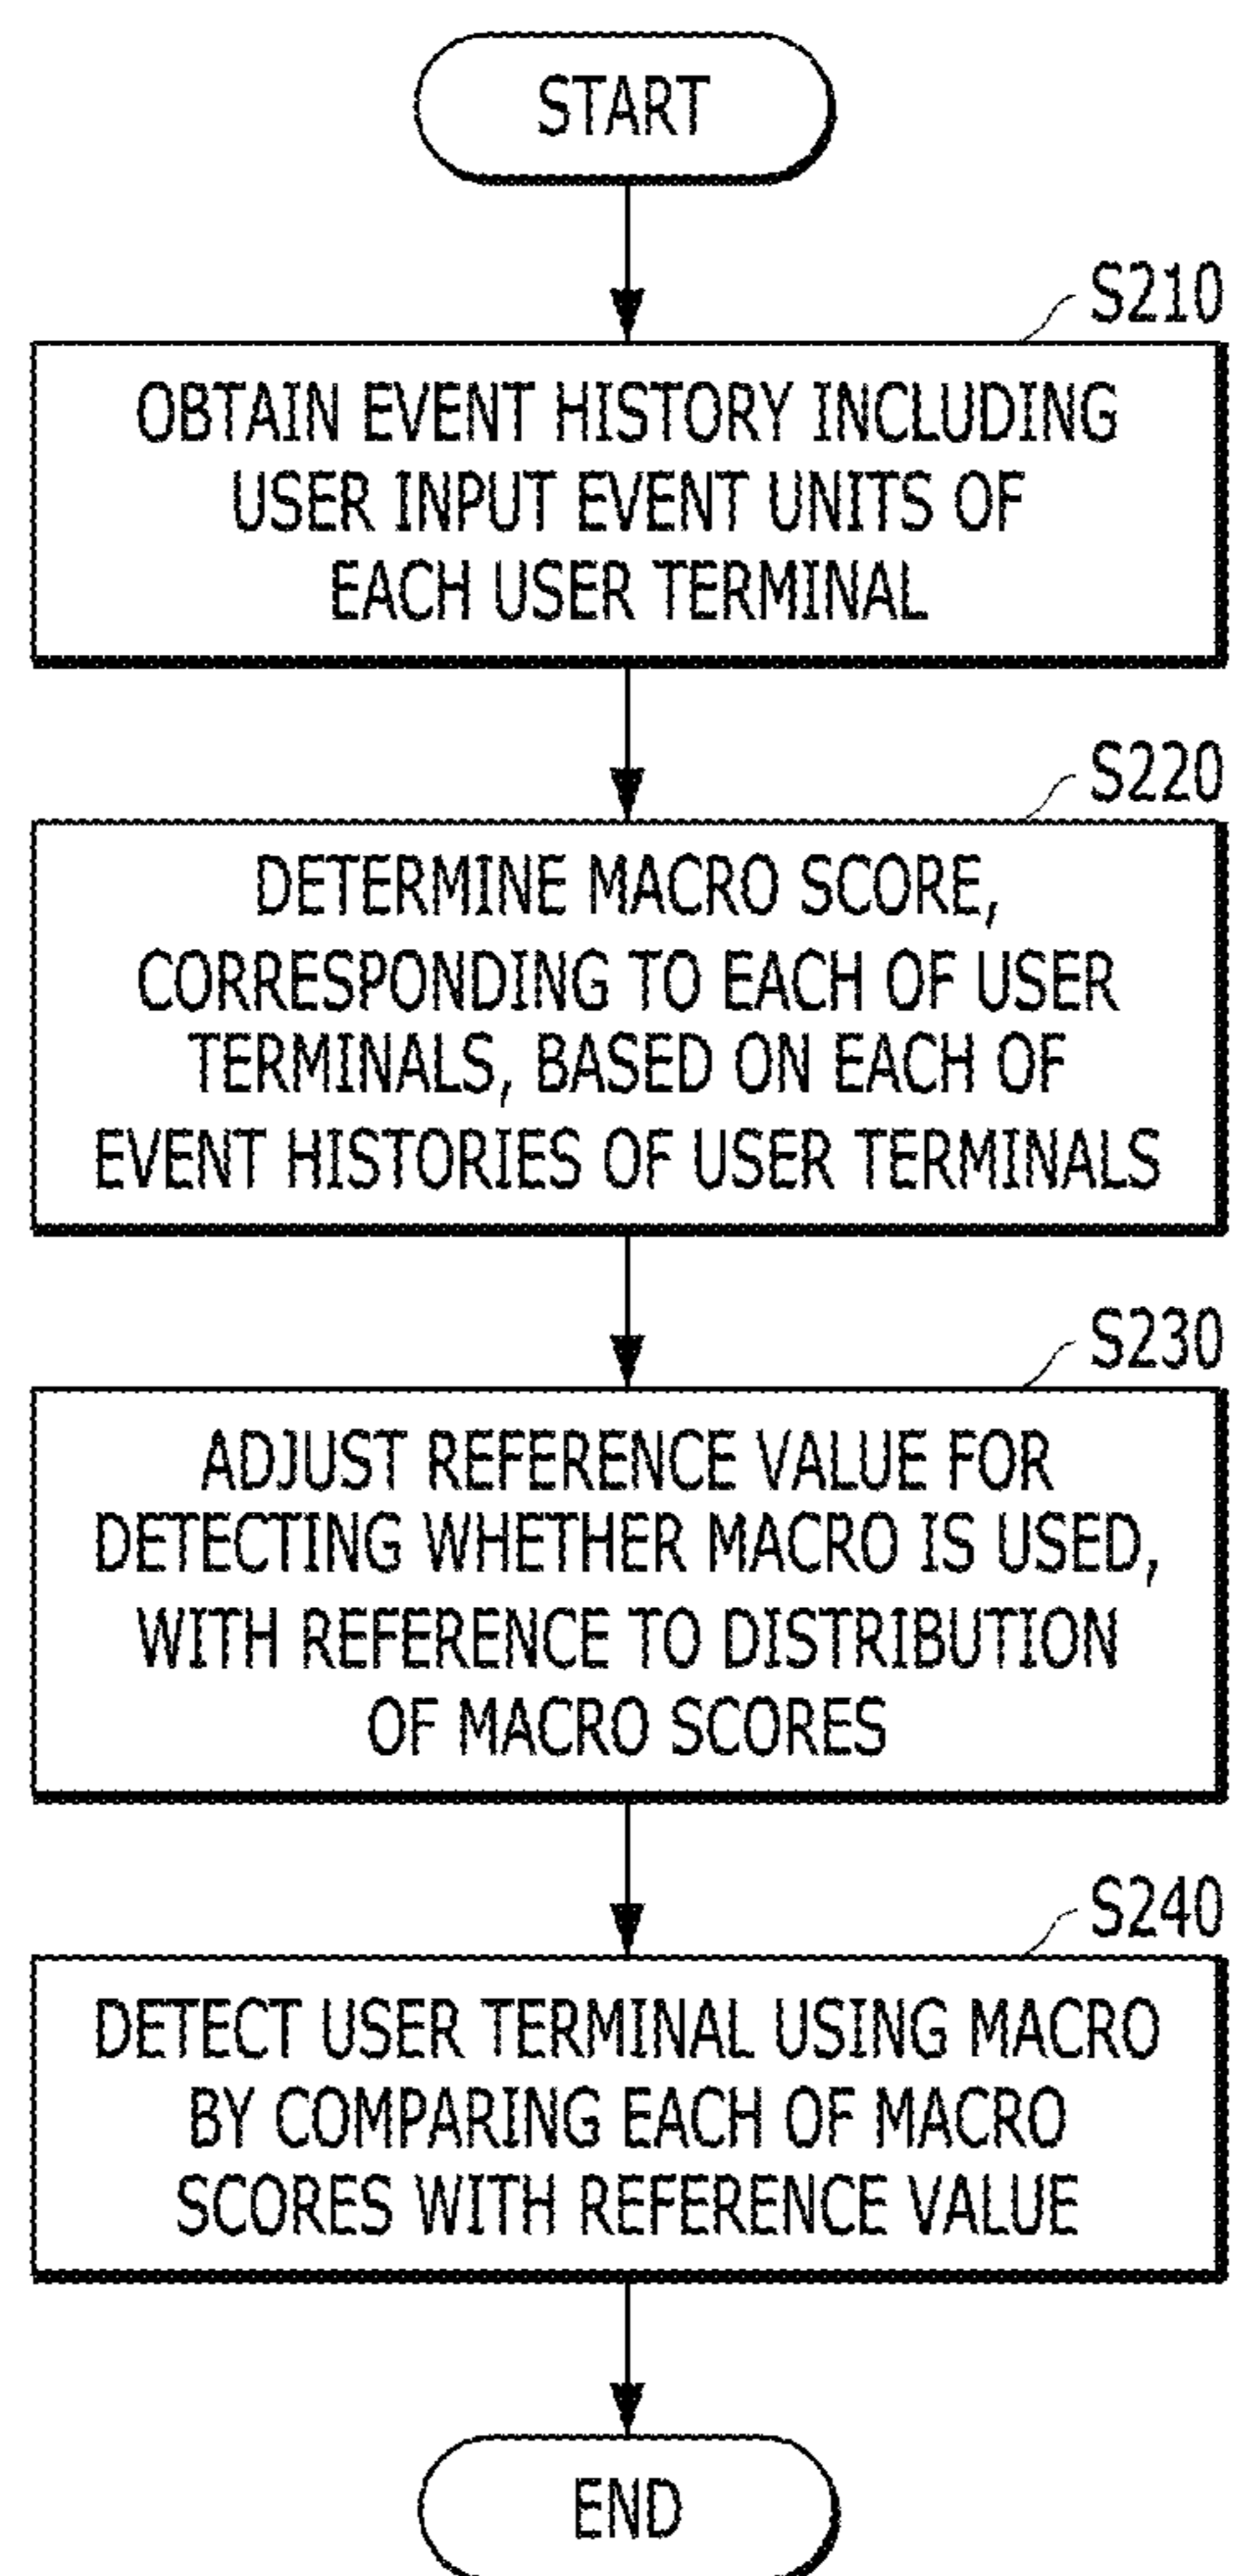 START
S210
OBTAIN EVENT HISTORY INCLUDING
USER INPUT EVENT UNITS OF
EACH USER TERMINAL
S220
DETERMINE MACRO SCORE,
CORRESPONDING TO EACH OF USER
TERMINALS, BASED ON EACH OF
EVENT HISTORIES OF USER TERMINALS
S230
ADJUST REFERENCE VALUE FOR
DETECTING WHETHER MACRO IS USED,
WITH REFERENCE TO DISTRIBUTION
OF MACRO SCORES
S240
DETECT USER TERMINAL USING MACRO
BY COMPARING EACH OF MACRO
SCORES WITH REFERENCE VALUE
END